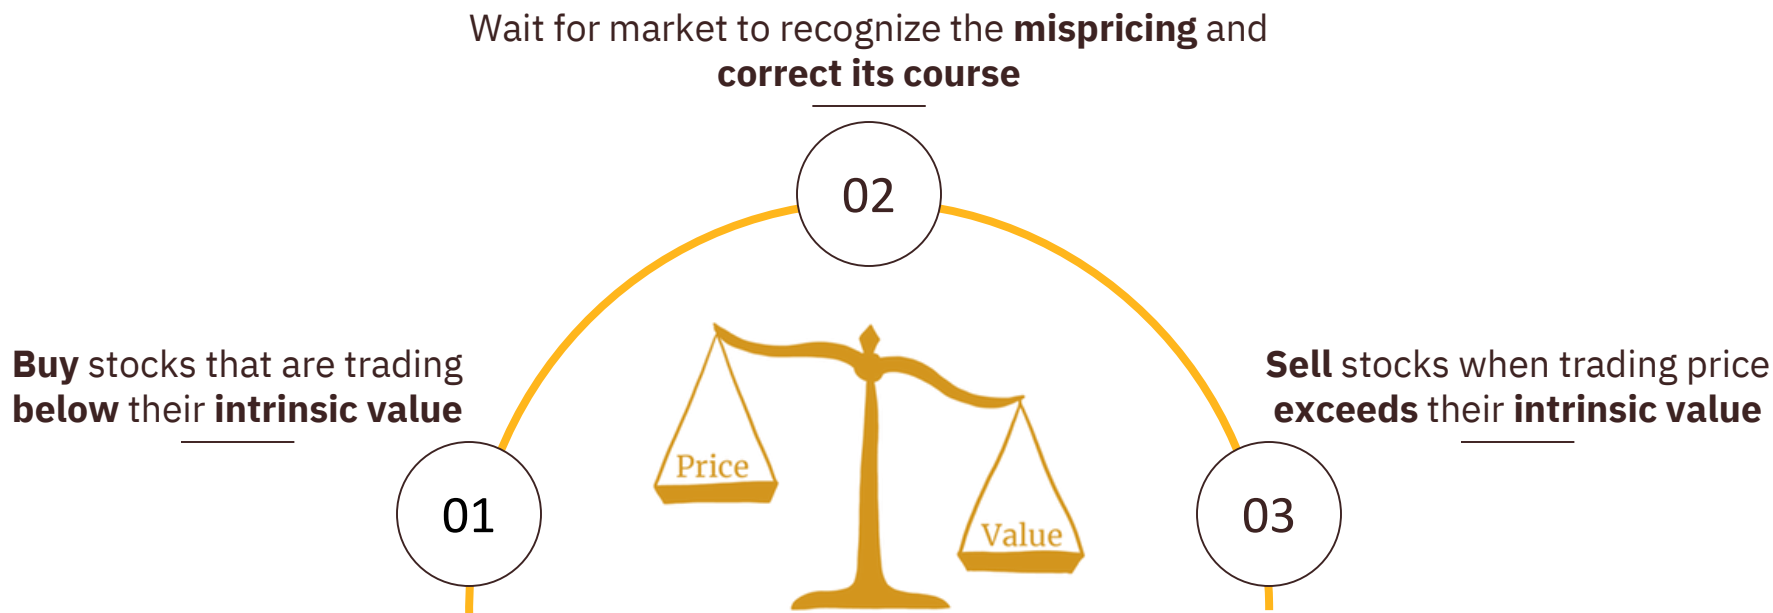 Wait for market to recognize the mispricing and
correct its course
02
Buy stocks that are trading
below their intrinsic value
01
Price
Value
Sell stocks when trading price
exceeds their intrinsic value
03